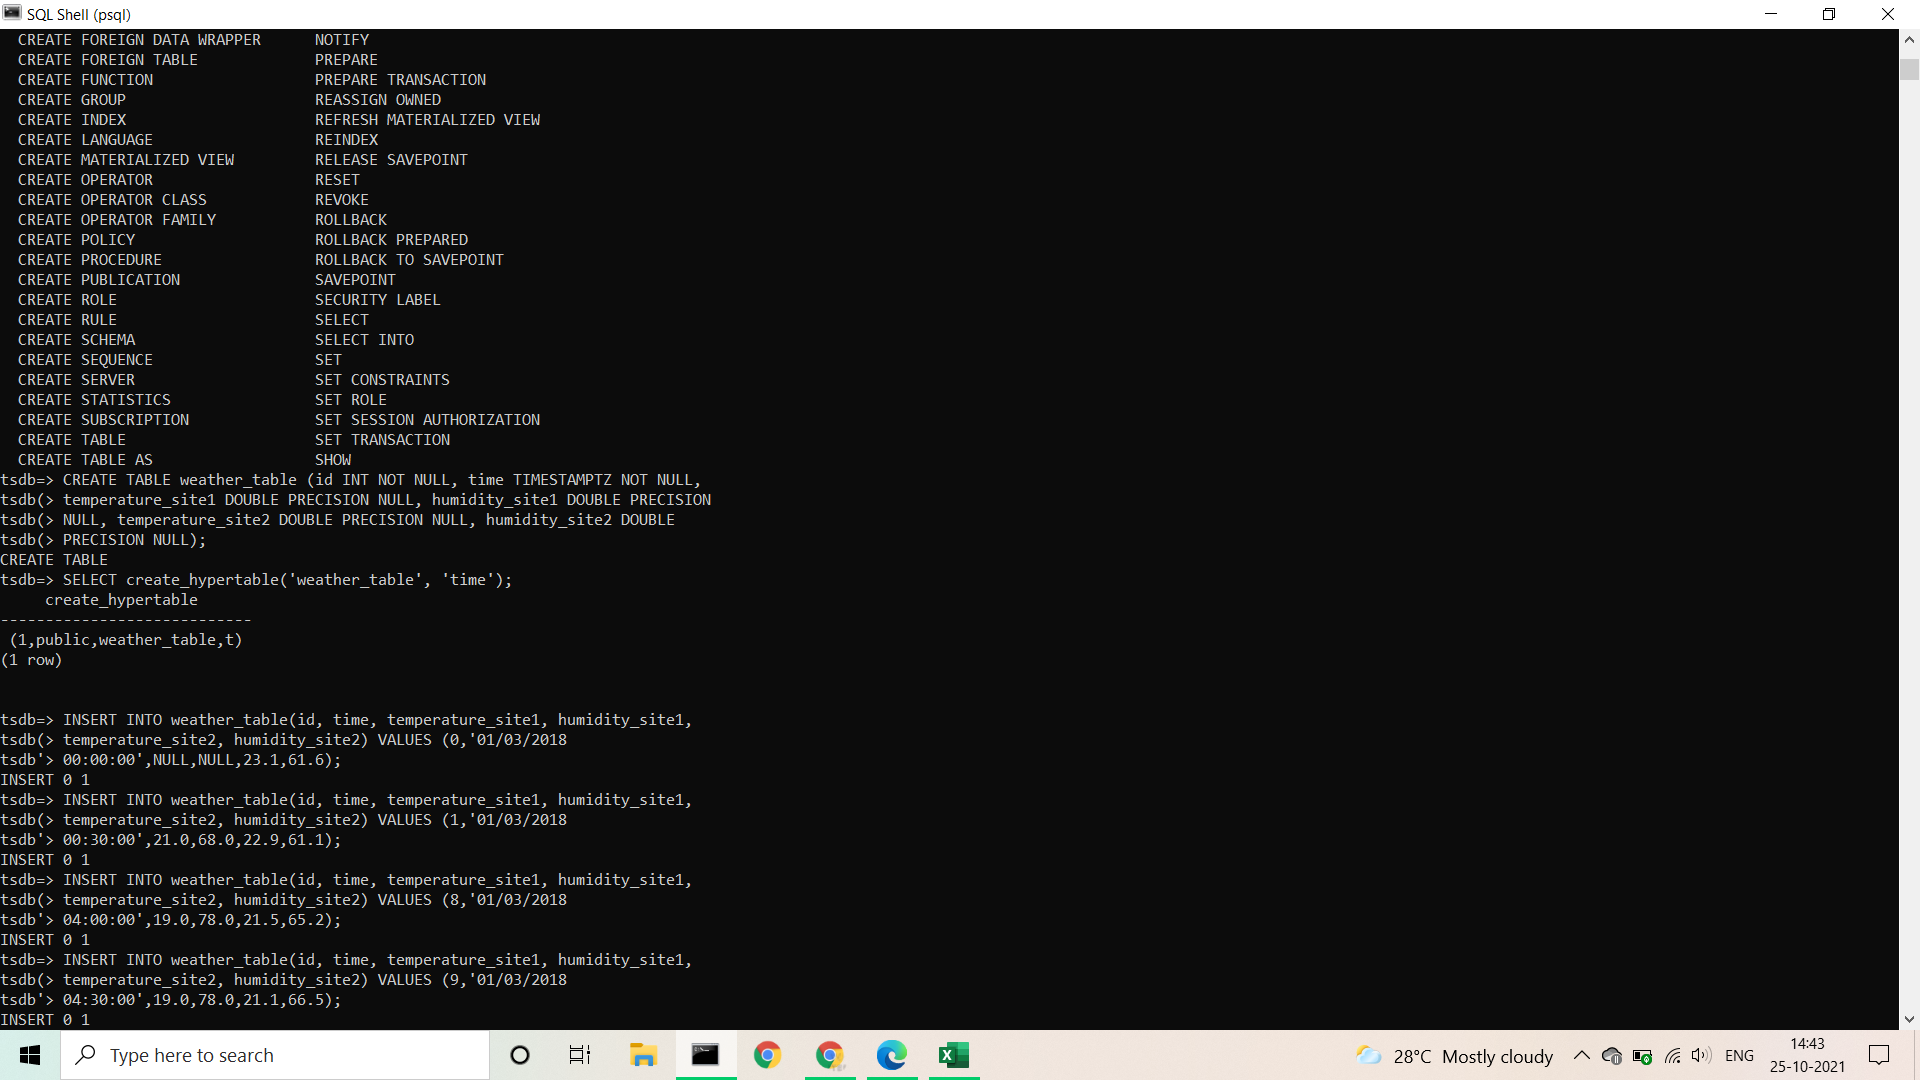 SQL Shell (psql)
CREATE FOREIGN DATA WRAPPER NOTIFY
CREATE FOREIGN TABLE PREPARE
CREATE FUNCTION PREPARE TRANSACTION
CREATE GROUP REASSIGN OWNED
CREATE INDEX REFRESH MATERIALIZED VIEW
CREATE LANGUAGE REINDEX
CREATE MATERIALIZED VIEW RELEASE SAVEPOINT
CREATE OPERATOR RESET
CREATE OPERATOR CLASS REVOKE
CREATE OPERATOR FAMILY ROLLBACK
CREATE POLICY ROLLBACK PREPARED
CREATE PROCEDURE ROLLBACK TO SAVEPOINT
CREATE PUBLICATION SAVEPOINT
CREATE ROLE SECURITY LABEL
CREATE RULE SELECT
CREATE SCHEMA SELECT INTO
CREATE SEQUENCE SET
CREATE SERVER SET CONSTRAINTS
CREATE STATISTICS SET ROLE
CREATE SUBSCRIPTION SET SESSION AUTHORIZATION
CREATE TABLE SET TRANSACTION
CREATE TABLE AS SHOW
tsdb=> CREATE TABLE weather_table (id INT NOT NULL, time TIMESTAMPTZ NOT NULL,
tsdb(> temperature_site1 DOUBLE PRECISION NULL, humidity_site1 DOUBLE PRECISION
tsdb(> NULL, temperature_site2 DOUBLE PRECISION NULL, humidity_site2 DOUBLE
tsdb(> PRECISION NULL);
CREATE TABLE
tsdb=> SELECT create_hypertable('weather_table', 'time');
create_hypertable
----------------------------
(1,public,weather_table,t)
(1 row)
tsdb=> INSERT INTO weather_table(id, time, temperature_site1, humidity_site1,
tsdb(> temperature_site2, humidity_site2) VALUES (0,'01/03/2018
tsdb'> 00:00:00',NULL,NULL,23.1,61.6);
INSERT 0 1
tsdb=> INSERT INTO weather_table(id, time, temperature_site1, humidity_site1,
tsdb(> temperature_site2, humidity_site2) VALUES (1,'01/03/2018
tsdb'> 00:30:00',21.0,68.0,22.9,61.1);
INSERT 0 1
tsdb=> INSERT INTO weather_table(id, time, temperature_site1, humidity_site1,
tsdb(> temperature_site2, humidity_site2) VALUES (8,'01/03/2018
tsdb'> 04:00:00',19.0,78.0,21.5,65.2);
INSERT 0 1
tsdb=> INSERT INTO weather_table(id, time, temperature_site1, humidity_site1,
tsdb(> temperature_site2, humidity_site2) VALUES (9,'01/03/2018
tsdb'> 04:30:00',19.0,78.0,21.1,66.5);
INSERT 0 1
Type here to search
28°C Mostly cloudy
ENG
14:43
25-10-2021